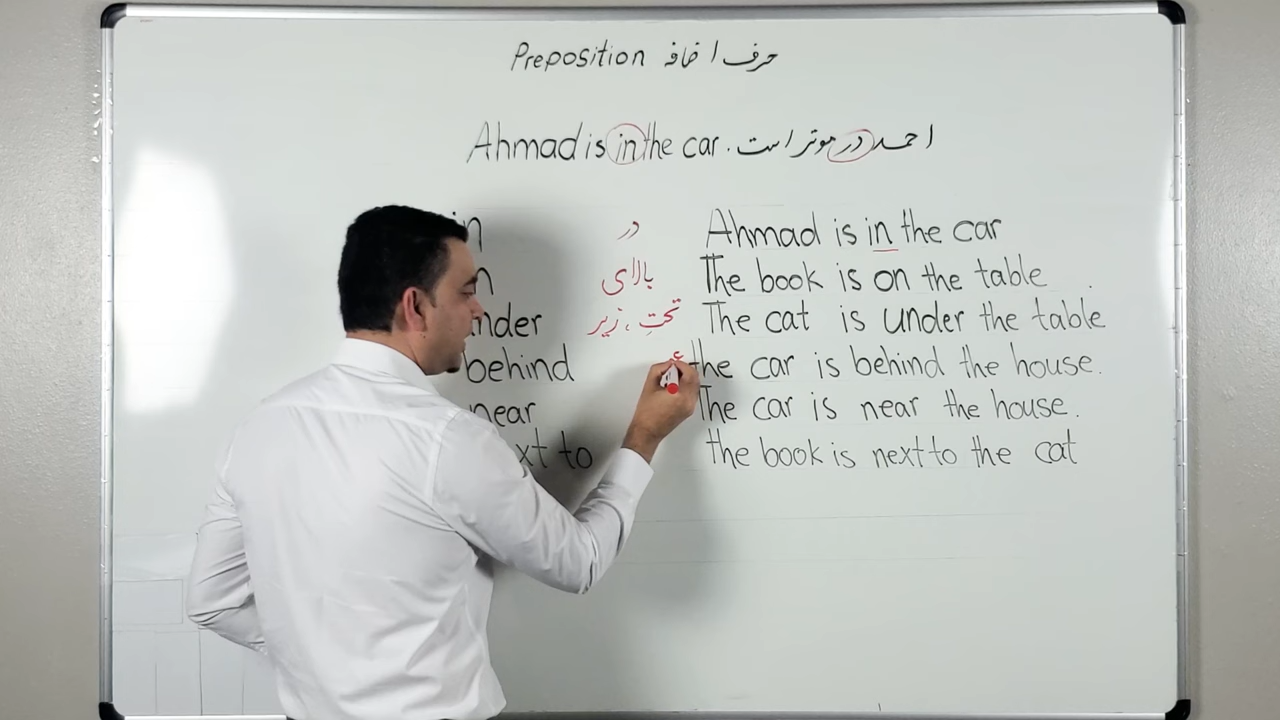 Preposition حرف اضافه
Ahmad is in the car. احمد در موتر است
in در Ahmad is in the car
n بالای The book is on the table
under تحت، زیر The cat is under the table
behind ع the car is behind the house.
near The car is near the house.
xt to the book is next to the cat